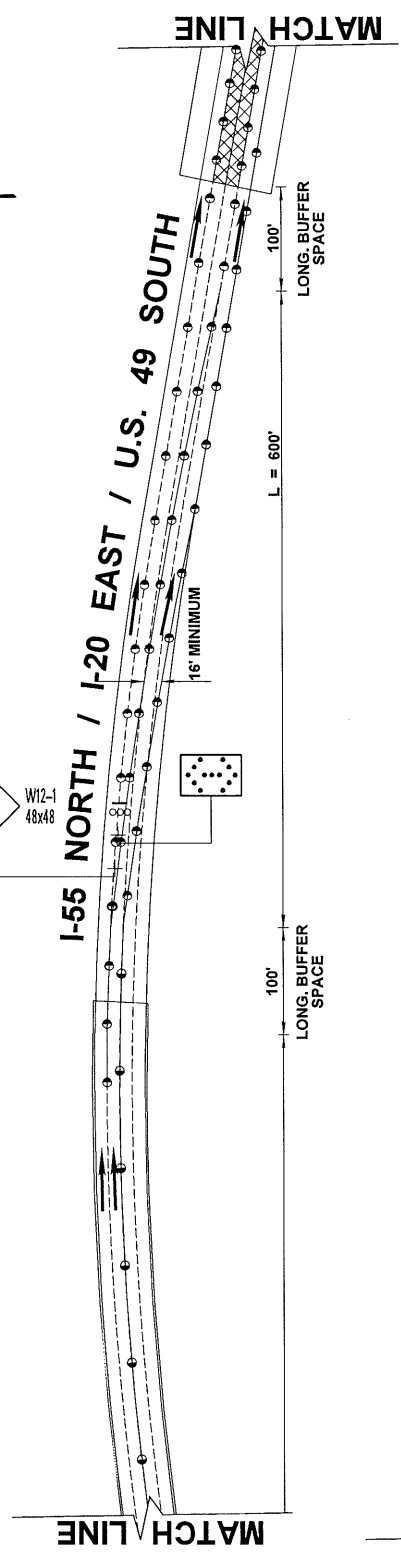 MATCH LINE
100'
LONG. BUFFER
SPACE
I-55 NORTH / I-20 EAST / U.S. 49 SOUTH
L = 600'
16' MINIMUM
W12-1
48x48
100'
LONG. BUFFER
SPACE
MATCH LINE